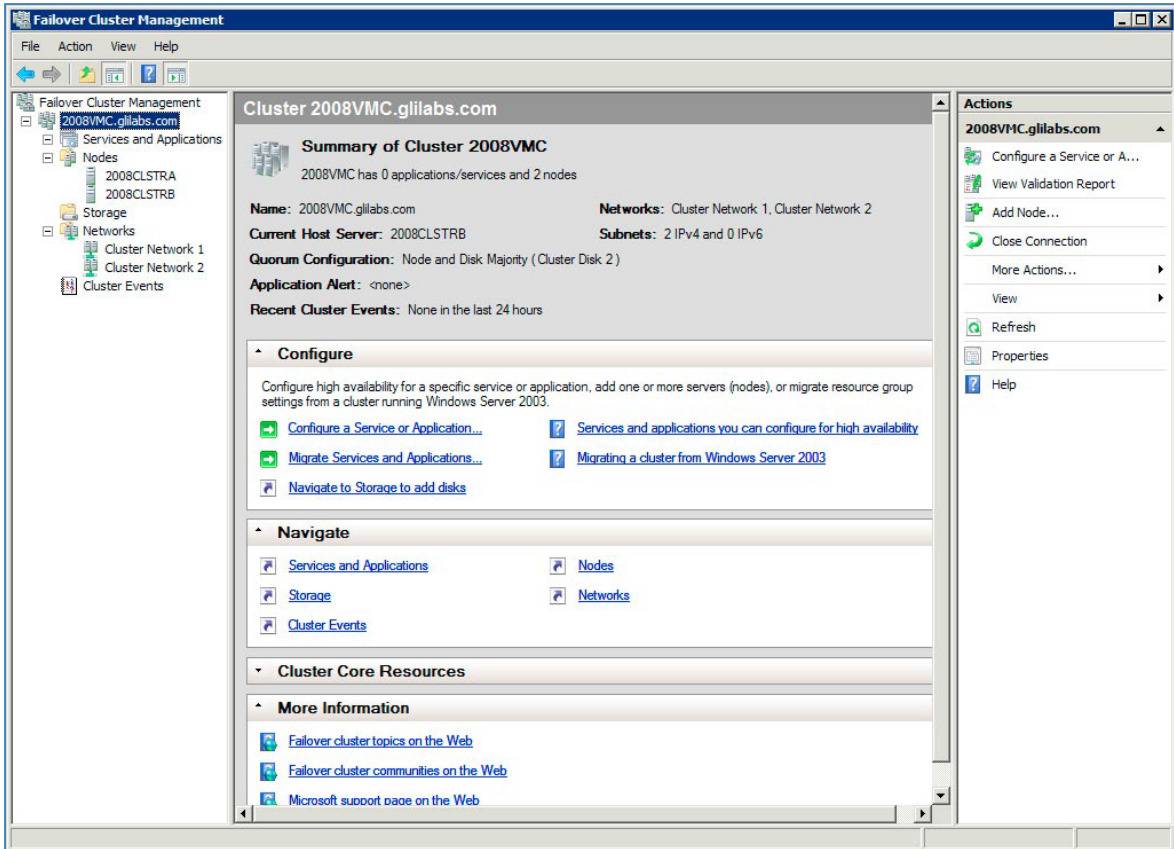 Failover Cluster Management
File Action View Help
Failover Cluster Management
2008VMC.glilabs.com
Services and Applications
Nodes
2008CLSTRA
2008CLSTRB
Storage
Networks
Cluster Network 1
Cluster Network 2
Cluster Events
Cluster 2008VMC.glilabs.com
Summary of Cluster 2008VMC
2008VMC has 0 applications/services and 2 nodes
Name: 2008VMC.glilabs.com Networks: Cluster Network 1, Cluster Network 2
Current Host Server: 2008CLSTRB Subnets: 2 IPv4 and 0 IPv6
Quorum Configuration: Node and Disk Majority (Cluster Disk 2)
Application Alert: <none>
Recent Cluster Events: None in the last 24 hours
Configure
Configure high availability for a specific service or application, add one or more servers (nodes), or migrate resource group
settings from a cluster running Windows Server 2003.
Configure a Service or Application... Services and applications you can configure for high availability
Migrate Services and Applications... Migrating a cluster from Windows Server 2003
Navigate to Storage to add disks
Navigate
Services and Applications Nodes
Storage Networks
Cluster Events
Cluster Core Resources
More Information
Failover cluster topics on the Web
Failover cluster communities on the Web
Microsoft support page on the Web
Actions
2008VMC.glilabs.com
Configure a Service or A...
View Validation Report
Add Node...
Close Connection
More Actions...
View
Refresh
Properties
Help